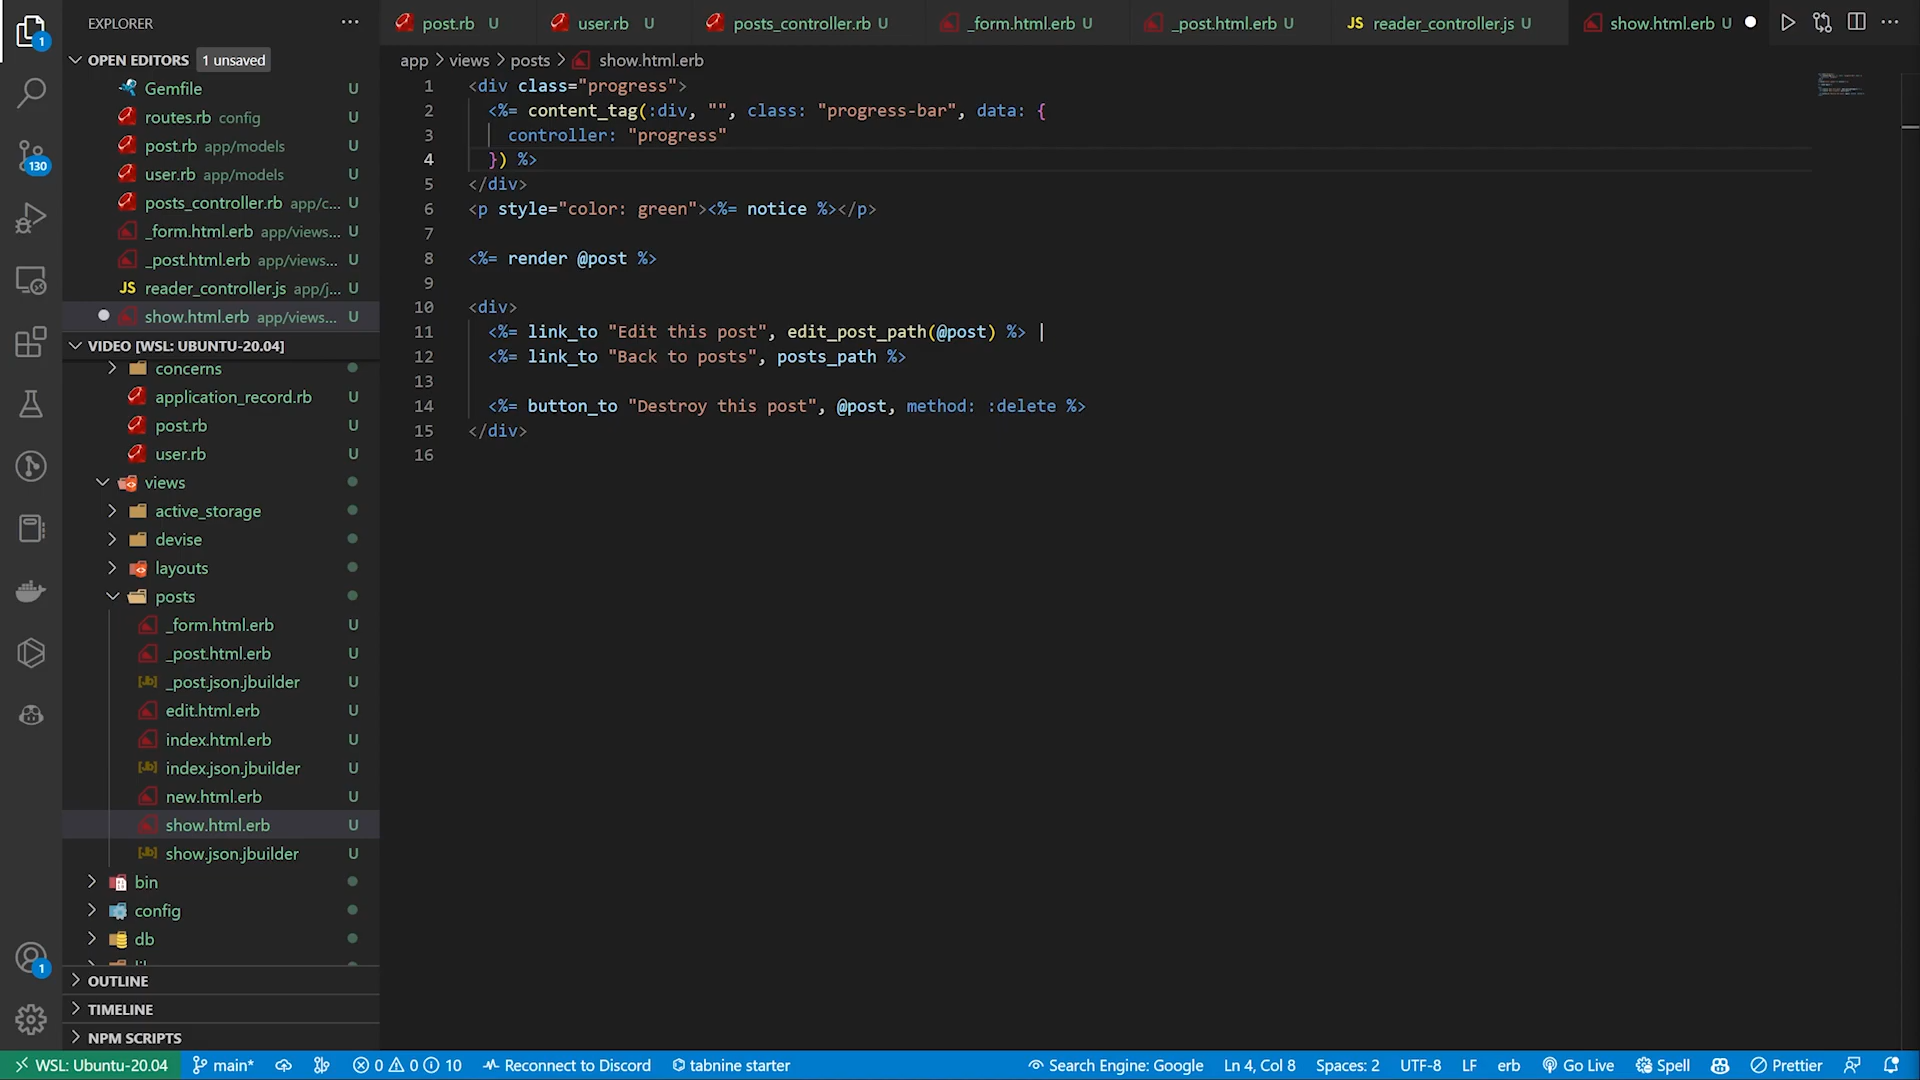 EXPLORER
OPEN EDITORS 1 unsaved
Gemfile U
routes.rb config U
post.rb app/models U
user.rb app/models U
posts_controller.rb app/c... U
_form.html.erb app/views... U
_post.html.erb app/views... U
JS reader_controller.js app/j... U
show.html.erb app/views... U
VIDEO [WSL: UBUNTU-20.04]
concerns
application_record.rb U
post.rb U
user.rb U
views
active_storage
devise
layouts
posts
_form.html.erb U
_post.html.erb U
_post.json.jbuilder U
edit.html.erb U
index.html.erb U
index.json.jbuilder U
new.html.erb U
show.html.erb U
show.json.jbuilder U
bin
config
db
OUTLINE
TIMELINE
NPM SCRIPTS
1
130
1
post.rb U user.rb U posts_controller.rb U _form.html.erb U _post.html.erb U JS reader_controller.js U show.html.erb U
app > views > posts > show.html.erb
1 <div class="progress">
2 <%= content_tag(:div, "", class: "progress-bar", data: {
3 controller: "progress"
4 }) %>
5 </div>
6 <p style="color: green"><%= notice %></p>
7
8 <%= render @post %>
9
10 <div>
11 <%= link_to "Edit this post", edit_post_path(@post) %> |
12 <%= link_to "Back to posts", posts_path %>
13
14 <%= button_to "Destroy this post", @post, method: :delete %>
15 </div>
16
WSL: Ubuntu-20.04 main* 0 0 10 Reconnect to Discord tabnine starter Search Engine: Google Ln 4, Col 8 Spaces: 2 UTF-8 LF erb Go Live Spell Prettier